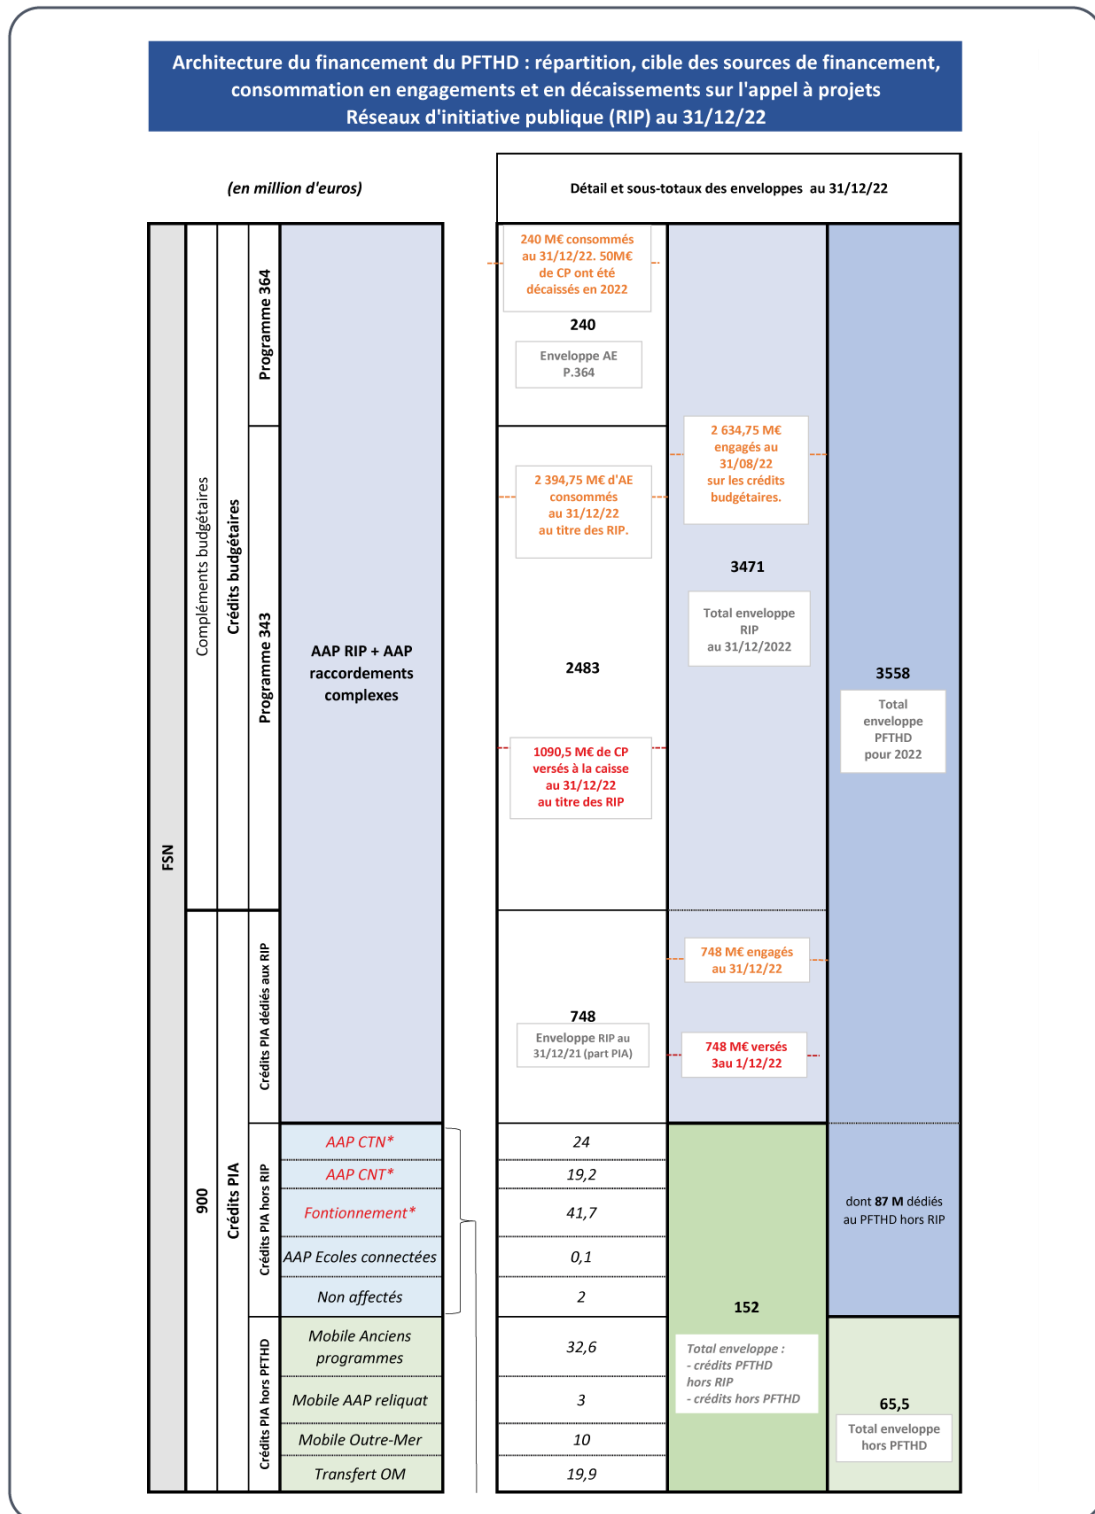 Architecture du financement du PFTHD : répartition, cible des sources de financement,
consommation en engagements et en décaissements sur l'appel à projets
Réseaux d'initiative publique (RIP) au 31/12/22
(en million d'euros)
Détail et sous-totaux des enveloppes au 31/12/22
FSN
Compléments budgétaires
Crédits budgétaires
Programme 364
240 M€ consommés
au 31/12/22. 50M€
de CP ont été
décaissés en 2022
240
Enveloppe AE
P.364
Programme 343
AAP RIP + AAP
raccordements
complexes
2 394,75 M€ d'AE
consommés
au 31/12/22
au titre des RIP.
2483
1090,5 M€ de CP
versés à la caisse
au 31/12/22
au titre des RIP
2 634,75 M€
engagés au
31/08/22
sur les crédits
budgétaires.
3471
Total enveloppe
RIP
au 31/12/2022
3558
Total
enveloppe
PFTHD
pour 2022
900
Crédits PIA
Crédits PIA dédiés aux RIP
748
Enveloppe RIP au
31/12/21 (part PIA)
748 M€ engagés
au 31/12/22
748 M€ versés
3au 1/12/22
Crédits PIA hors RIP
AAP CTN*
24
AAP CNT*
19,2
Fontionnement*
41,7
AAP Ecoles connectées
0,1
Non affectés
2
dont 87 M dédiés
au PFTHD hors RIP
152
Total enveloppe :
- crédits PFTHD
hors RIP
- crédits hors PFTHD
Crédits PIA hors PFTHD
Mobile Anciens
programmes
32,6
Mobile AAP reliquat
3
Mobile Outre-Mer
10
Transfert OM
19,9
65,5
Total enveloppe
hors PFTHD